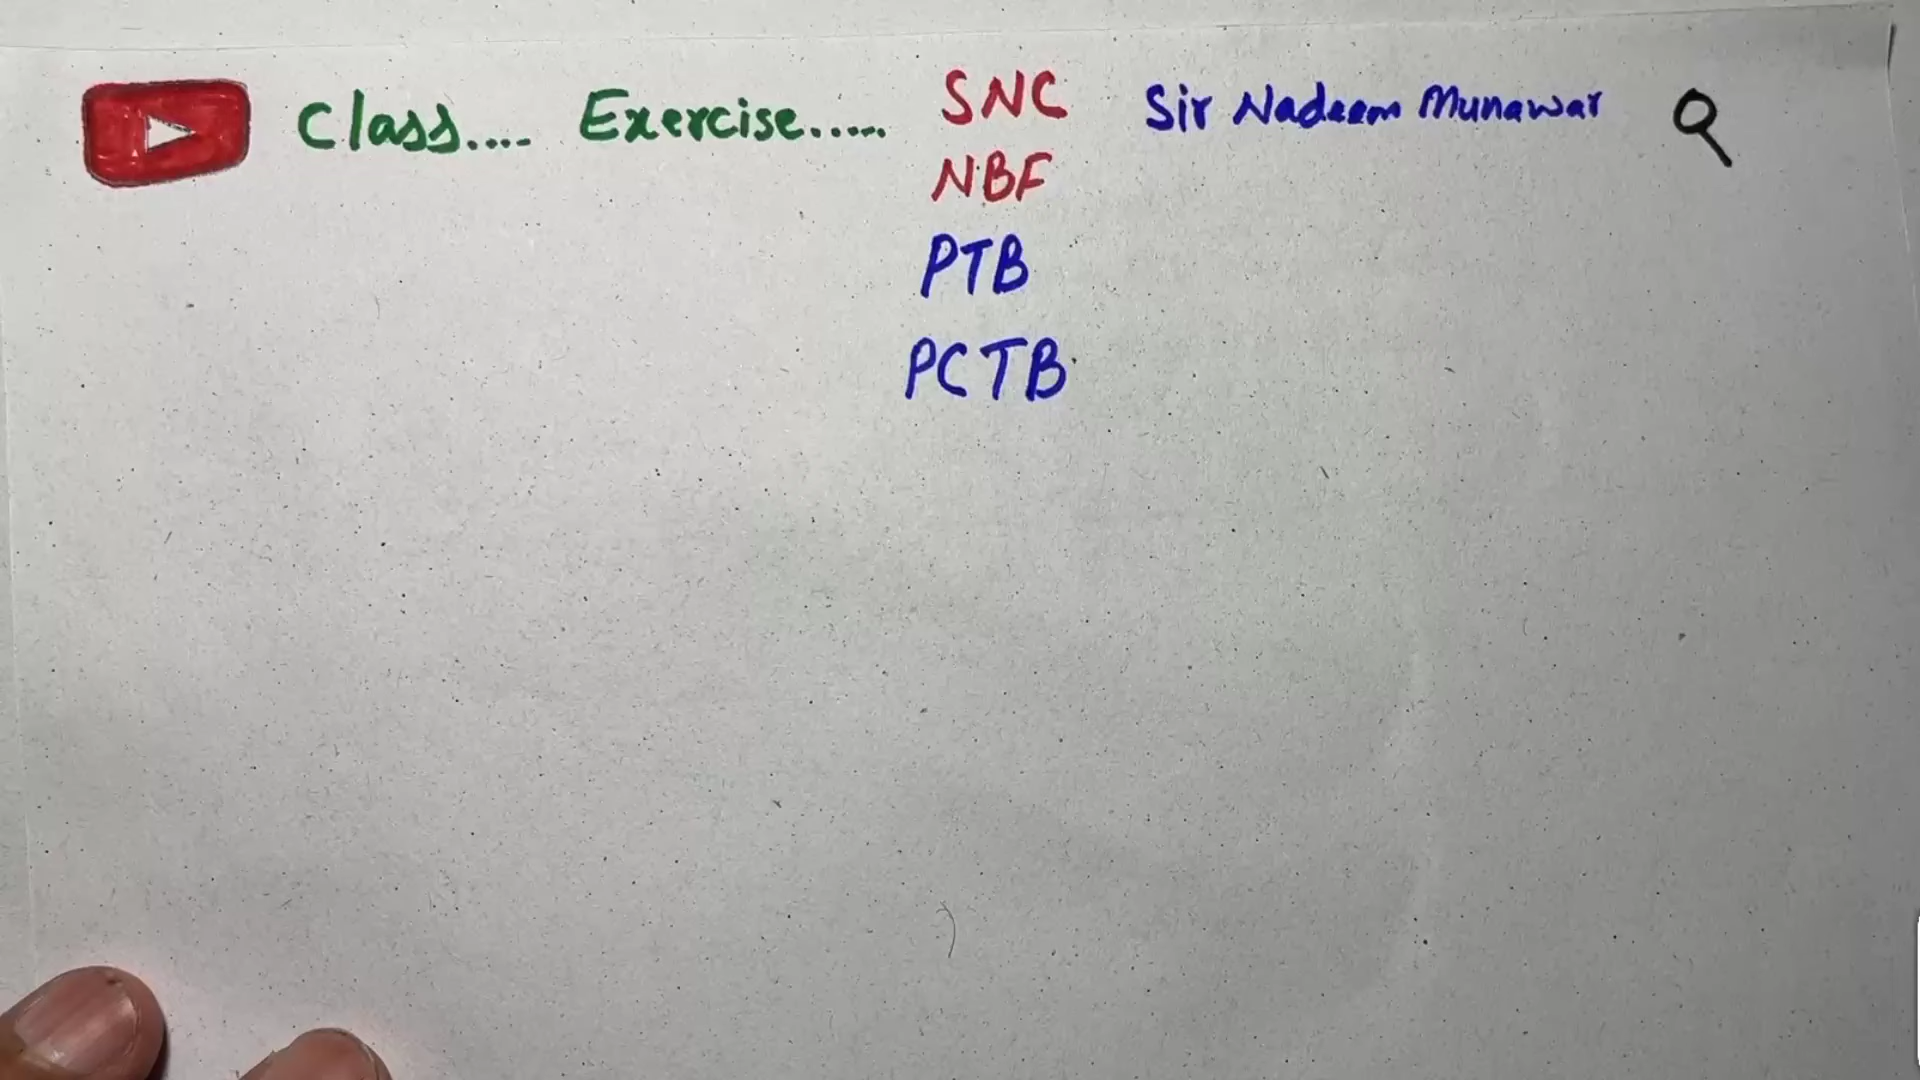 Class.... Exercise..... SNC Sir Nadeem Munawar
NBF
PTB
PCTB